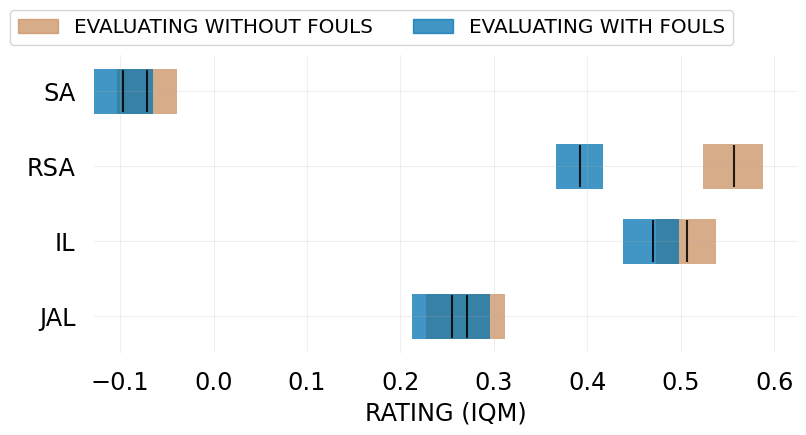 EVALUATING WITHOUT FOULS EVALUATING WITH FOULS
SA
RSA
IL
JAL
−0.1 0.0 0.1 0.2 0.3 0.4 0.5 0.6
RATING (IQM)